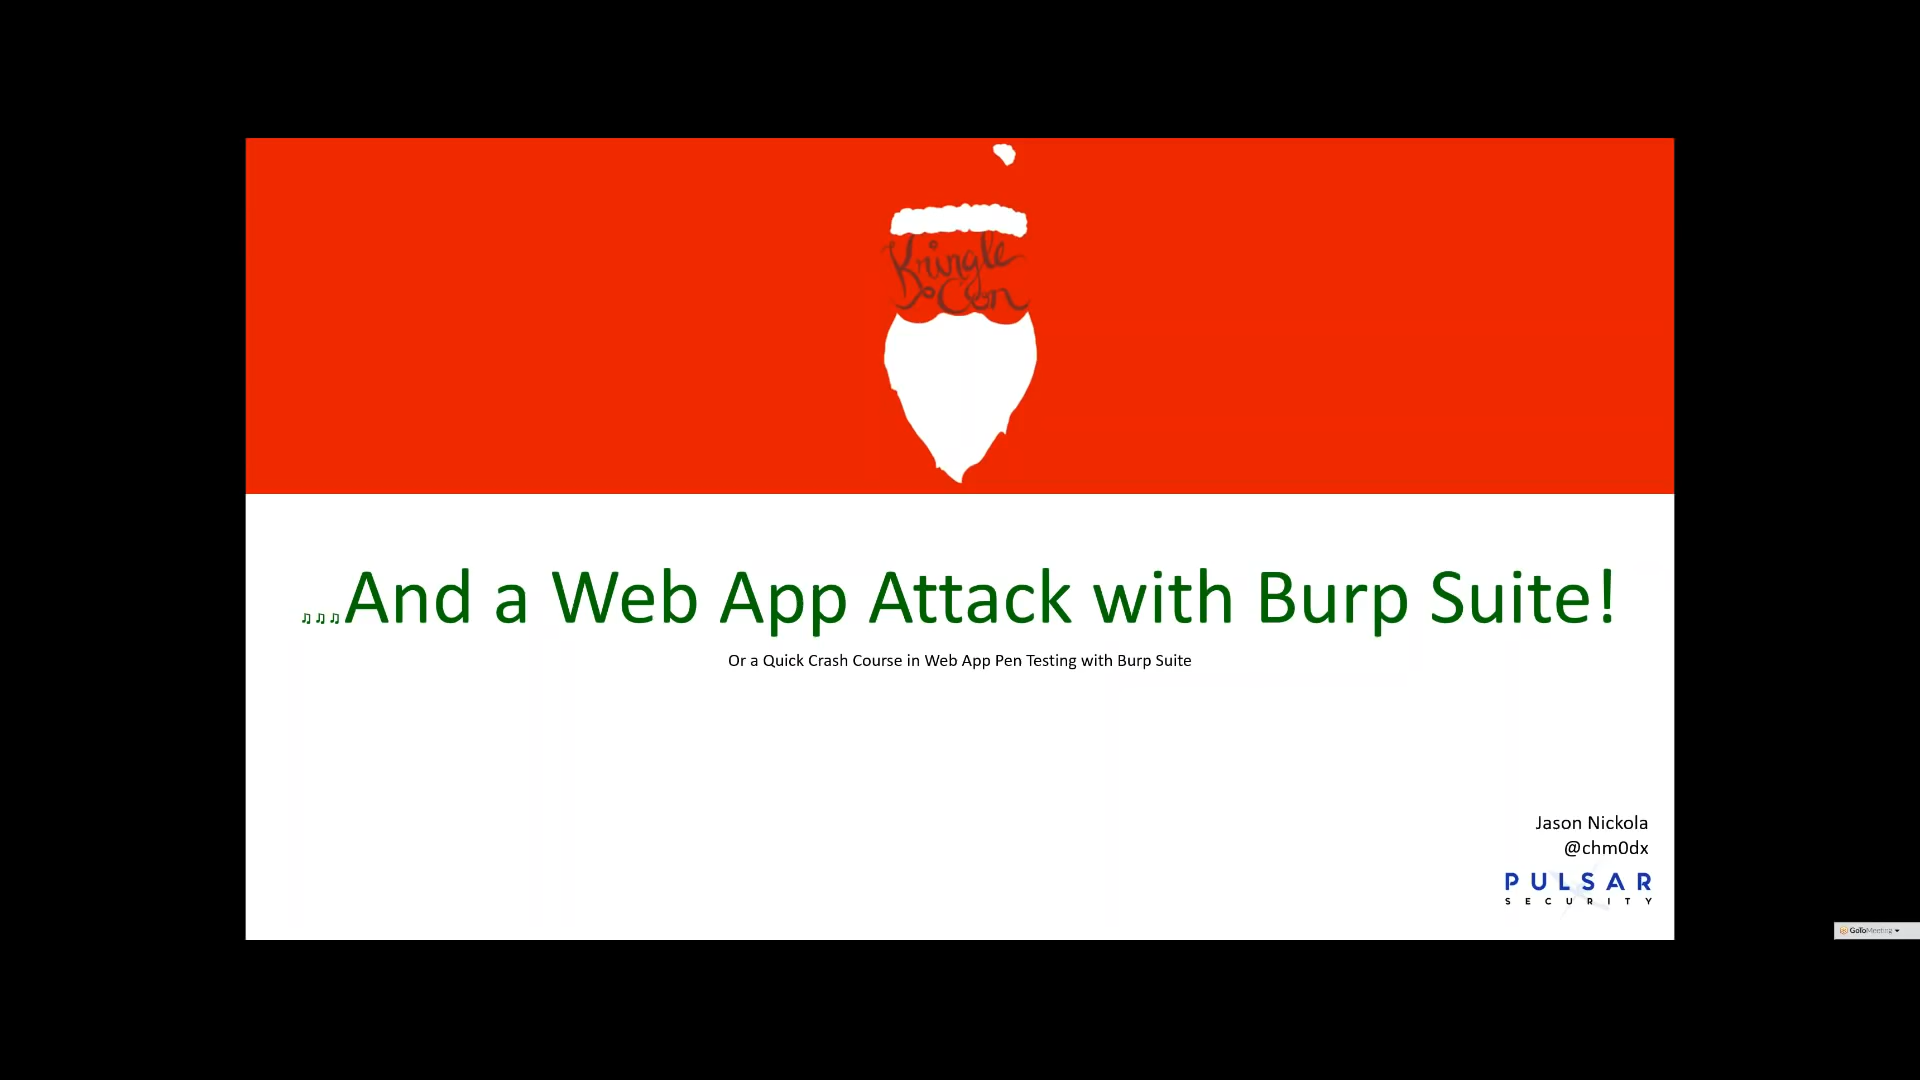 Kringle
Con
♫♫♫And a Web App Attack with Burp Suite!
Or a Quick Crash Course in Web App Pen Testing with Burp Suite
Jason Nickola
@chm0dx
PULSAR
SECURITY
GoToMeeting